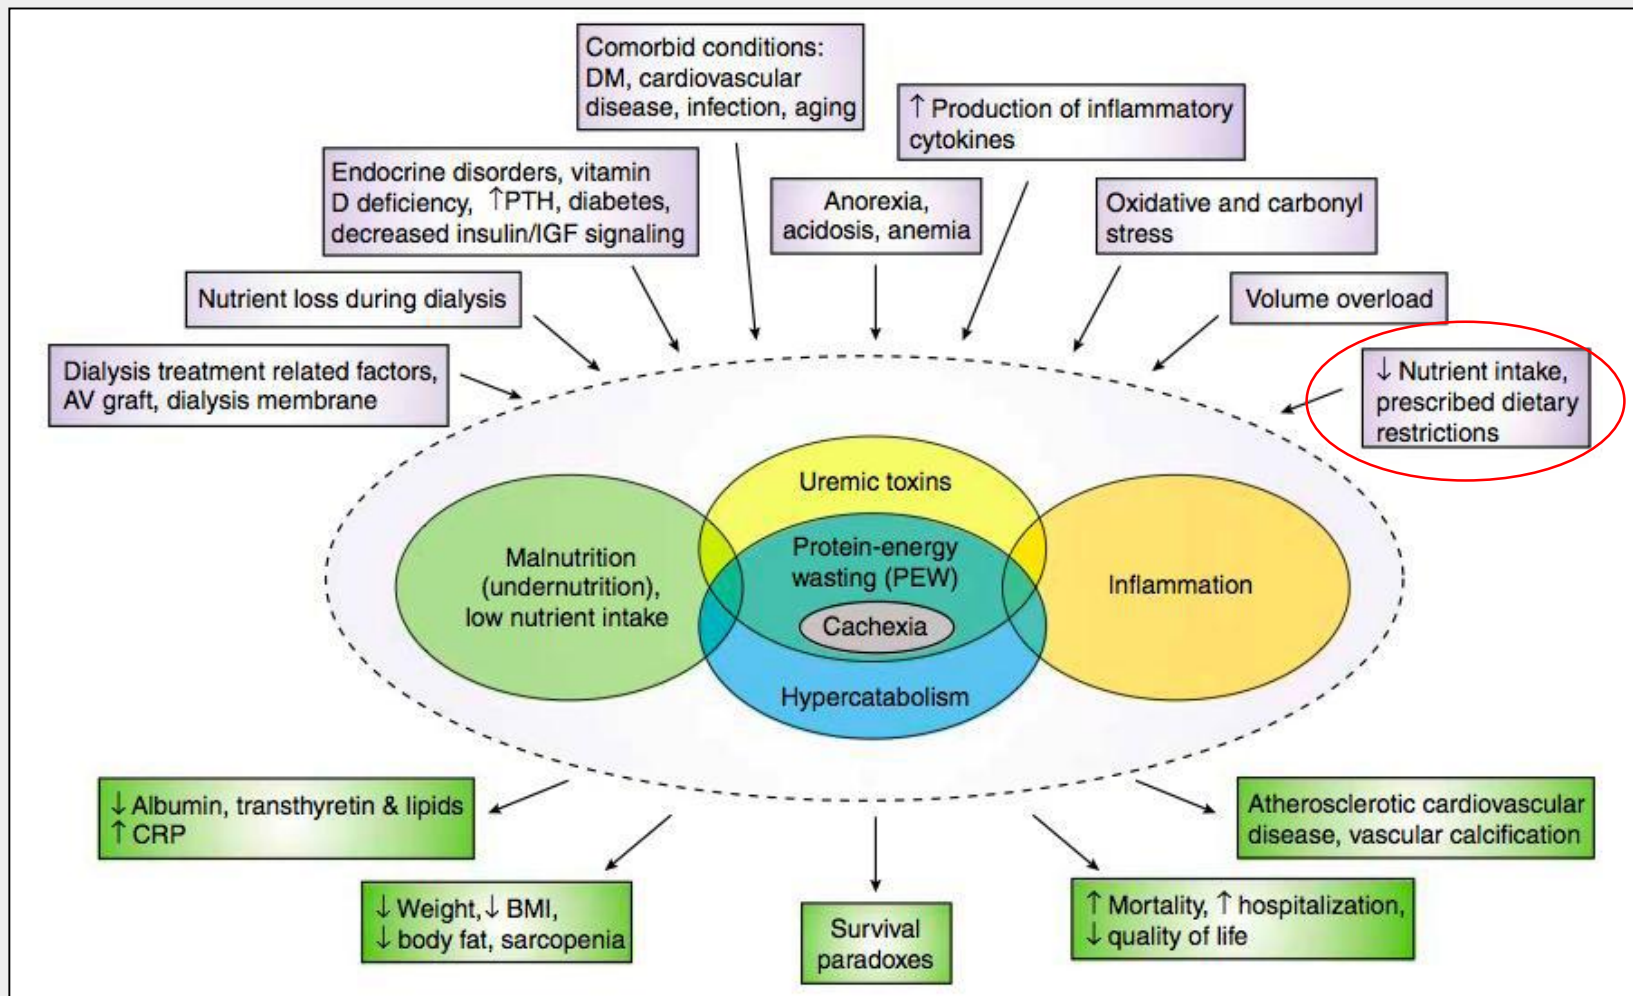 Comorbid conditions:
DM, cardiovascular
disease, infection, aging
↑ Production of inflammatory
cytokines
Endocrine disorders, vitamin
D deficiency, ↑PTH, diabetes,
decreased insulin/IGF signaling
Anorexia,
acidosis, anemia
Oxidative and carbonyl
stress
Nutrient loss during dialysis
Volume overload
Dialysis treatment related factors,
AV graft, dialysis membrane
↓ Nutrient intake,
prescribed dietary
restrictions
Uremic toxins
Malnutrition
(undernutrition),
low nutrient intake
Protein-energy
wasting (PEW)
Cachexia
Inflammation
Hypercatabolism
↓ Albumin, transthyretin & lipids
↑ CRP
Atherosclerotic cardiovascular
disease, vascular calcification
↓ Weight, ↓ BMI,
↓ body fat, sarcopenia
Survival
paradoxes
↑ Mortality, ↑ hospitalization,
↓ quality of life